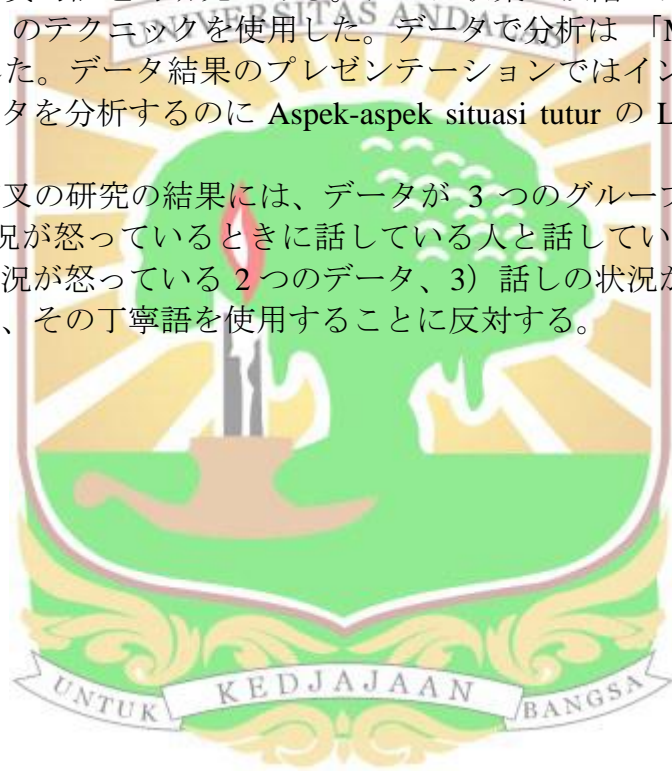 のテクニックを使用した。データで分析は 「M
た。データ結果のプレゼンテーションではイン
タを分析するのに Aspek-aspek situasi tutur の L
又の研究の結果には、データが 3 つのグループ
況が怒っているときに話している人と話してい
況が怒っている 2 つのデータ、3）話しの状況が
、その丁寧語を使用することに反対する。
UNIVERSITAS ANDALAS
UNTUK KEDJAJAAN BANGSA